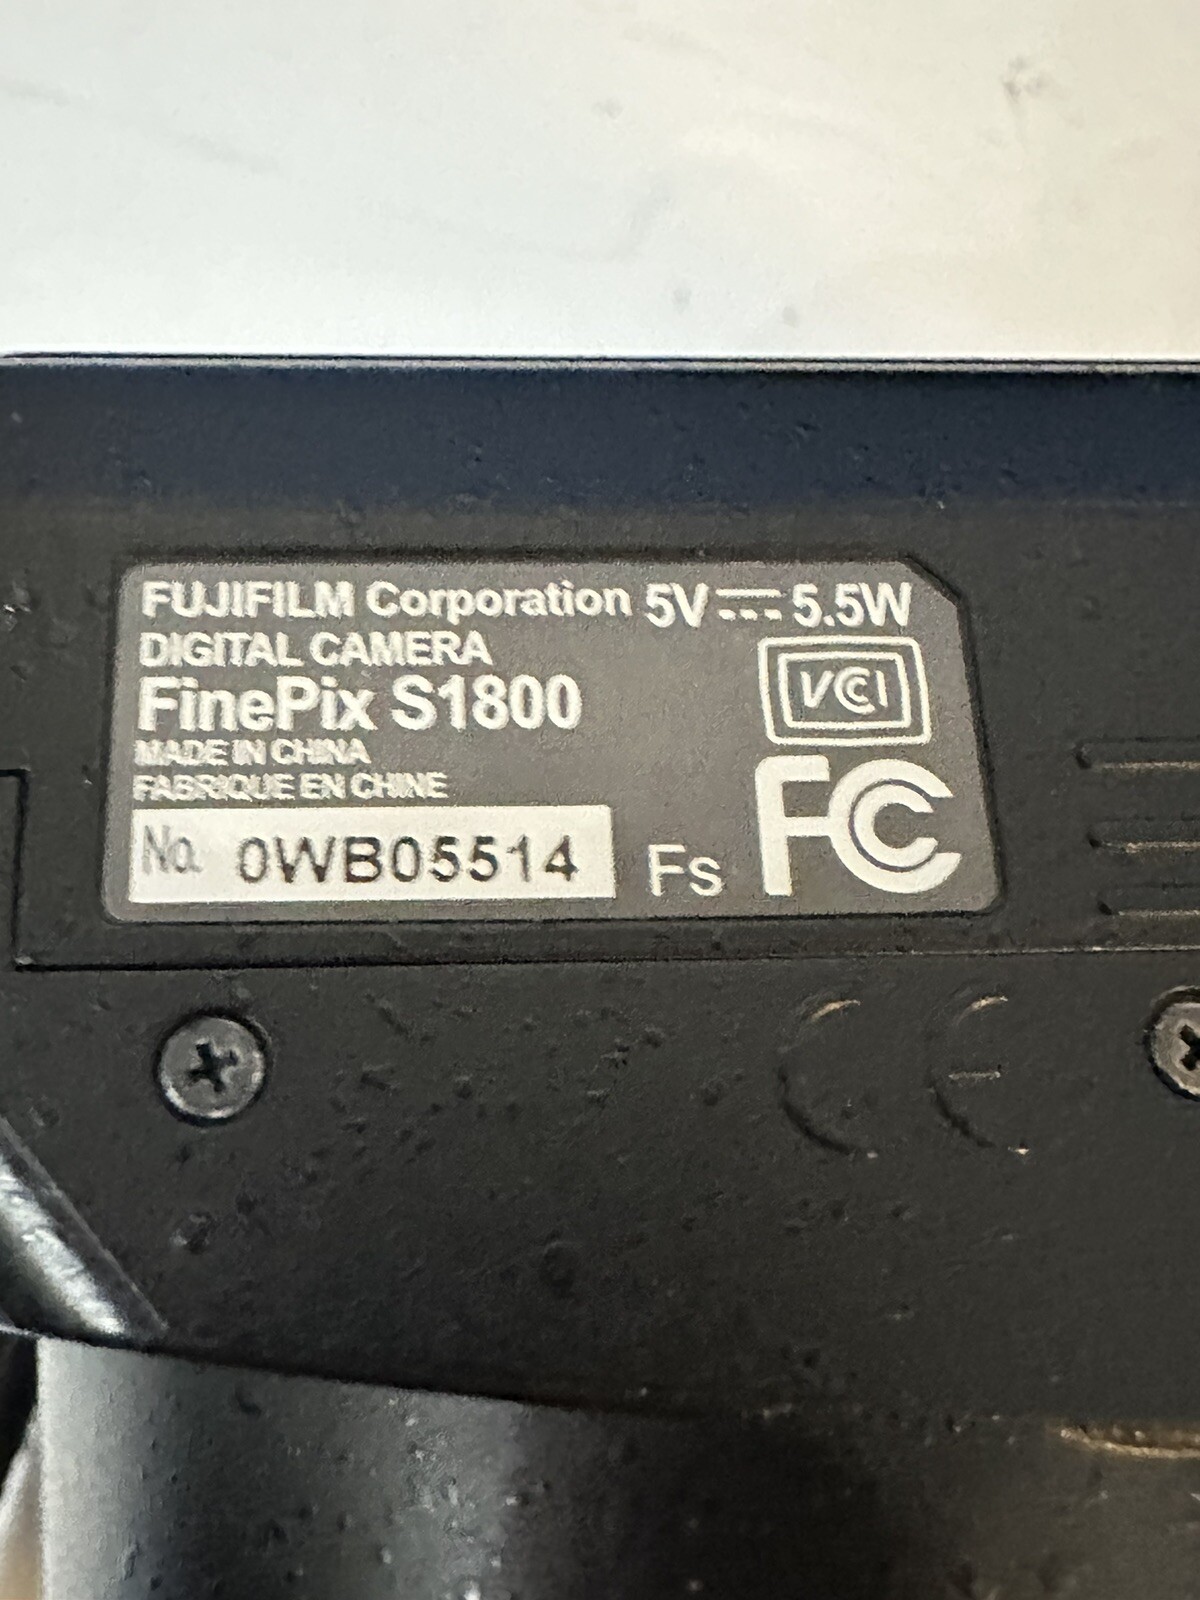 FUJIFILM Corporation 5V 5.5W
DIGITAL CAMERA
FinePix S1800
VCCI
MADE IN CHINA
FABRIQUE EN CHINE
FC
No. 0WB05514 Fs
CE